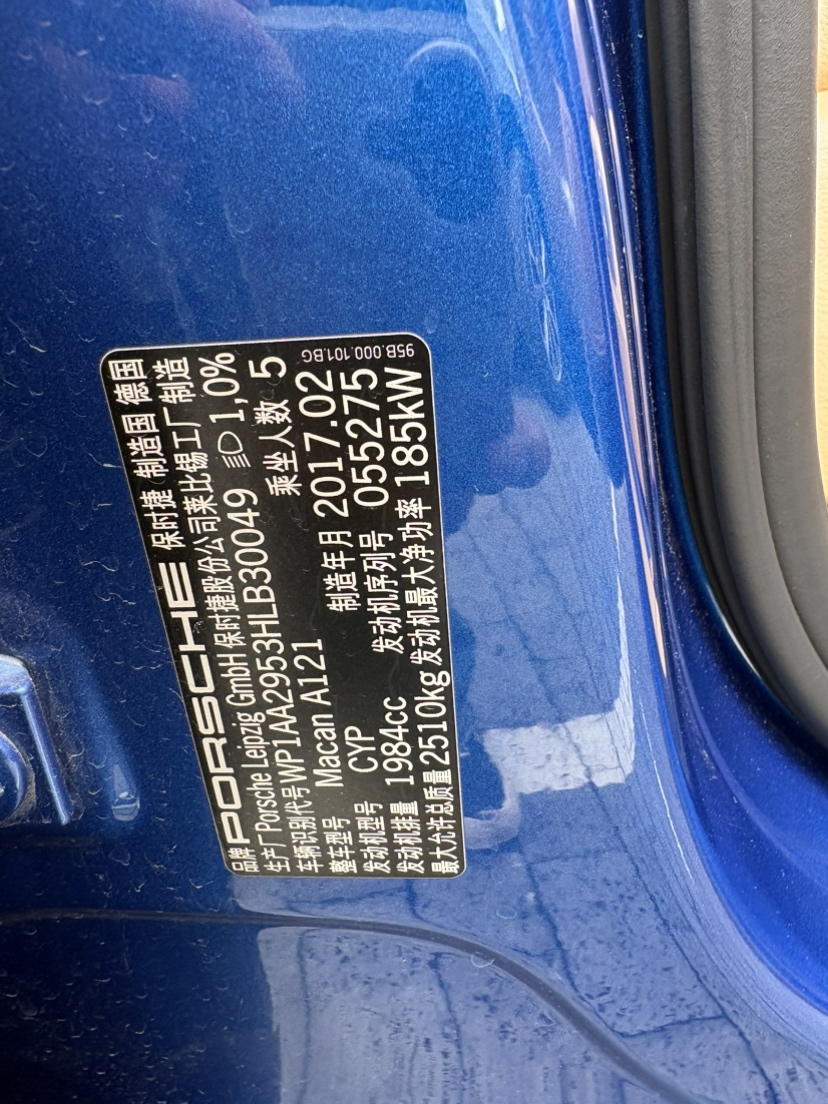 品牌 PORSCHE 保时捷 制造国 德国
生产厂 Porsche Leipzig GmbH 保时捷股份公司莱比锡工厂制造
车辆识别代号 WP1AA2953HLB30049 1,0%
整车型号 Macan A121 乘坐人数 5
发动机型号 CYP 制造年月 2017.02
发动机排量 1984cc 发动机序列号 055275
最大允许总质量 2510kg 发动机最大净功率 185kW
95B.000.101.BG